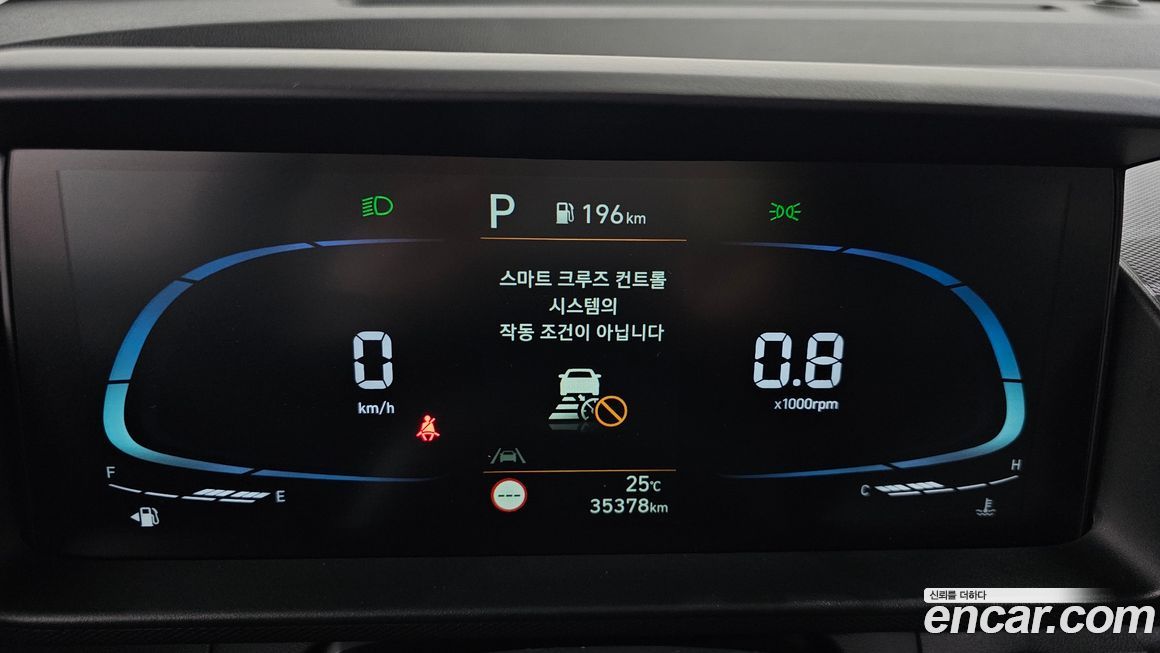 P 196km
스마트 크루즈 컨트롤
시스템의
작동 조건이 아닙니다
0
km/h
0.8
x1000rpm
F
E
C
H
---
25℃
35378km
신뢰를 더하다
encar.com